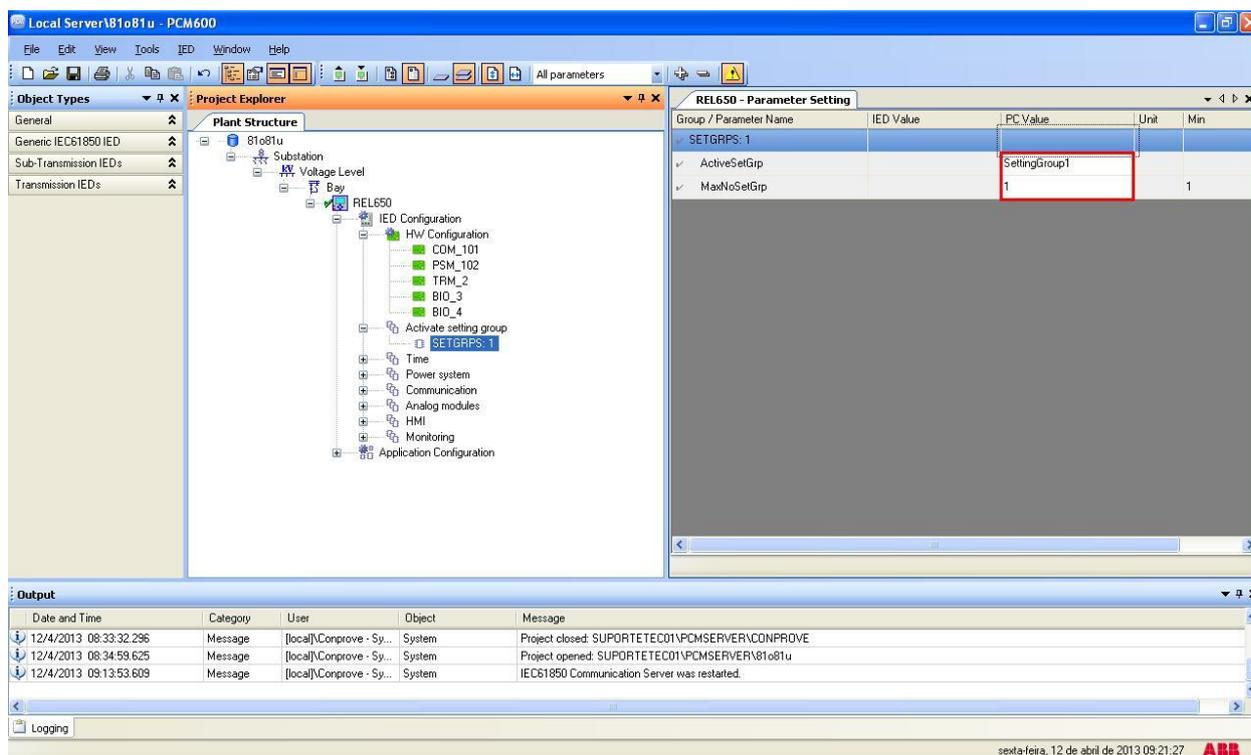 Local Server\81o81u - PCM600
File Edit View Tools IED Window Help
All parameters
Object Types
General
Generic IEC61850 IED
Sub-Transmission IEDs
Transmission IEDs
Project Explorer
Plant Structure
81o81u
Substation
KV Voltage Level
Bay
REL650
IED Configuration
HW Configuration
COM_101
PSM_102
TRM_2
BIO_3
BIO_4
Activate setting group
SETGRPS: 1
Time
Power system
Communication
Analog modules
HMI
Monitoring
Application Configuration
REL650 - Parameter Setting
Group / Parameter Name IED Value PC Value Unit Min
SETGRPS: 1
ActiveSetGrp SettingGroup1
MaxNoSetGrp 1 1
Output
Date and Time Category User Object Message
12/4/2013 08:33:32.296 Message [local]\Conprove - Sy... System Project closed: SUPORTETEC01\PCMSERVER\CONPROVE
12/4/2013 08:34:59.625 Message [local]\Conprove - Sy... System Project opened: SUPORTETEC01\PCMSERVER\81o81u
12/4/2013 09:13:53.609 Message [local]\Conprove - Sy... System IEC61850 Communication Server was restarted.
Logging
sexta-feira, 12 de abril de 2013 09:21:27 ABB